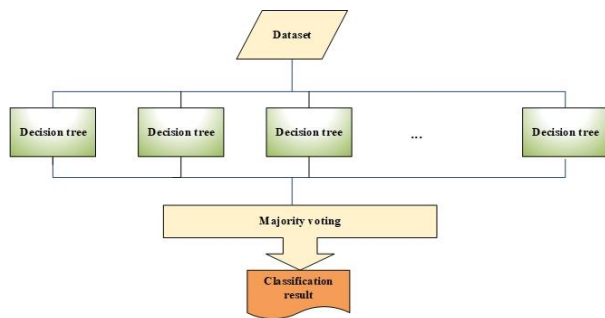 Dataset
Decision tree
Decision tree
Decision tree
...
Decision tree
Majority voting
Classification
result